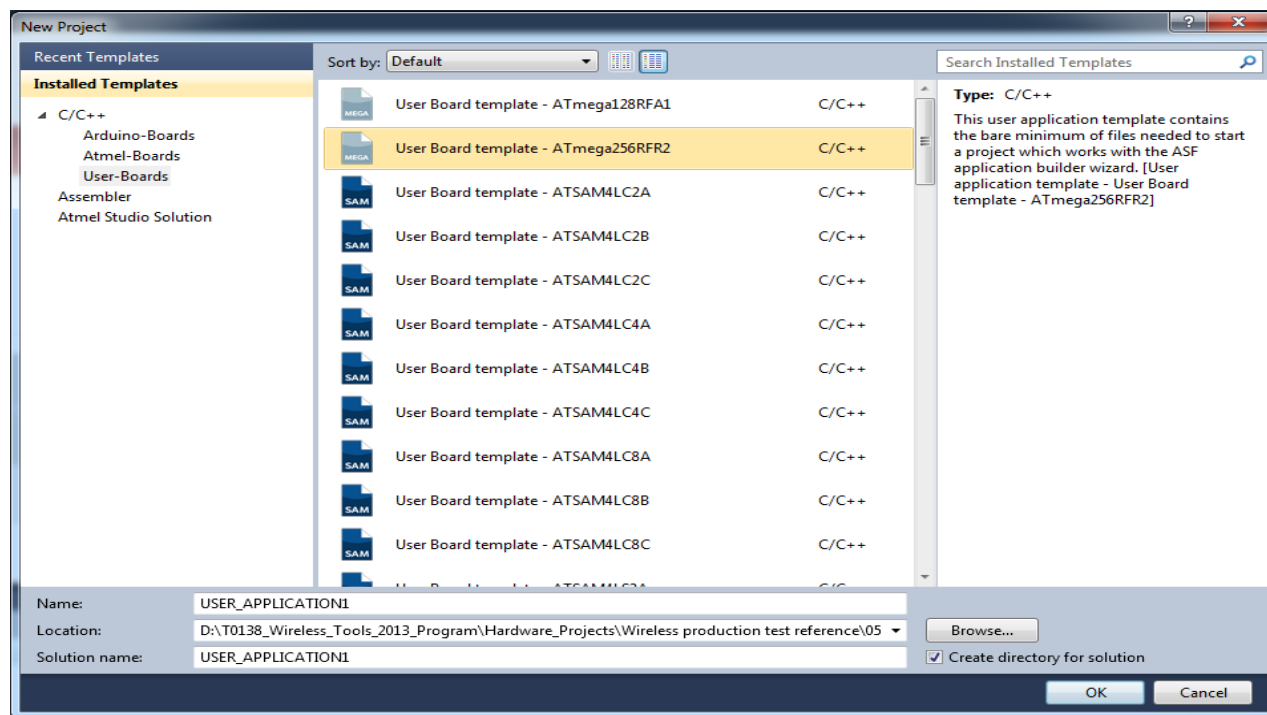 New Project
Recent Templates
Installed Templates
C/C++
Arduino-Boards
Atmel-Boards
User-Boards
Assembler
Atmel Studio Solution
Sort by: Default
MEGA User Board template - ATmega128RFA1 C/C++
MEGA User Board template - ATmega256RFR2 C/C++
SAM User Board template - ATSAM4LC2A C/C++
SAM User Board template - ATSAM4LC2B C/C++
SAM User Board template - ATSAM4LC2C C/C++
SAM User Board template - ATSAM4LC4A C/C++
SAM User Board template - ATSAM4LC4B C/C++
SAM User Board template - ATSAM4LC4C C/C++
SAM User Board template - ATSAM4LC8A C/C++
SAM User Board template - ATSAM4LC8B C/C++
SAM User Board template - ATSAM4LC8C C/C++
Search Installed Templates
Type: C/C++
This user application template contains
the bare minimum of files needed to start
a project which works with the ASF
application builder wizard. [User
application template - User Board
template - ATmega256RFR2]
Name: USER_APPLICATION1
Location: D:\T0138_Wireless_Tools_2013_Program\Hardware_Projects\Wireless production test reference\05
Browse...
Solution name: USER_APPLICATION1
Create directory for solution
OK Cancel